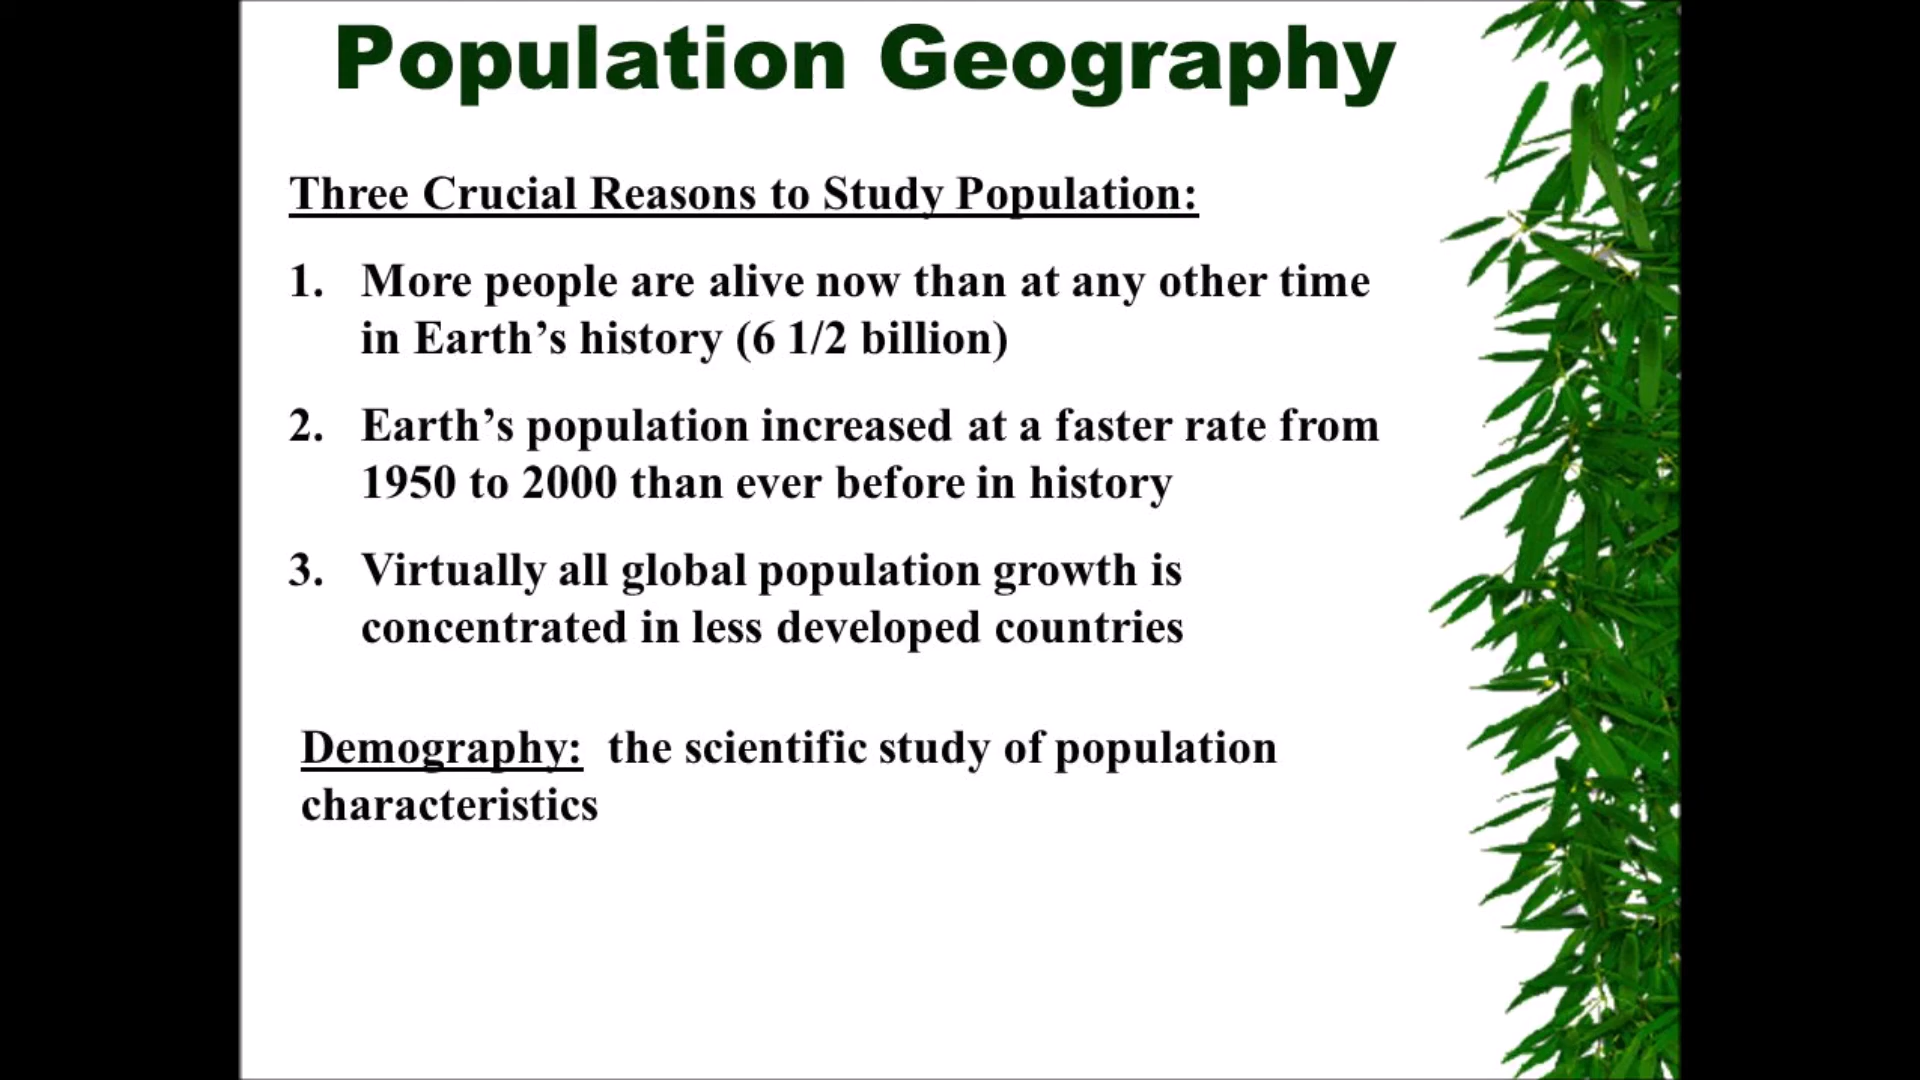 Population Geography
Three Crucial Reasons to Study Population:
1. More people are alive now than at any other time
in Earth’s history (6 1/2 billion)
2. Earth’s population increased at a faster rate from
1950 to 2000 than ever before in history
3. Virtually all global population growth is
concentrated in less developed countries
Demography: the scientific study of population
characteristics